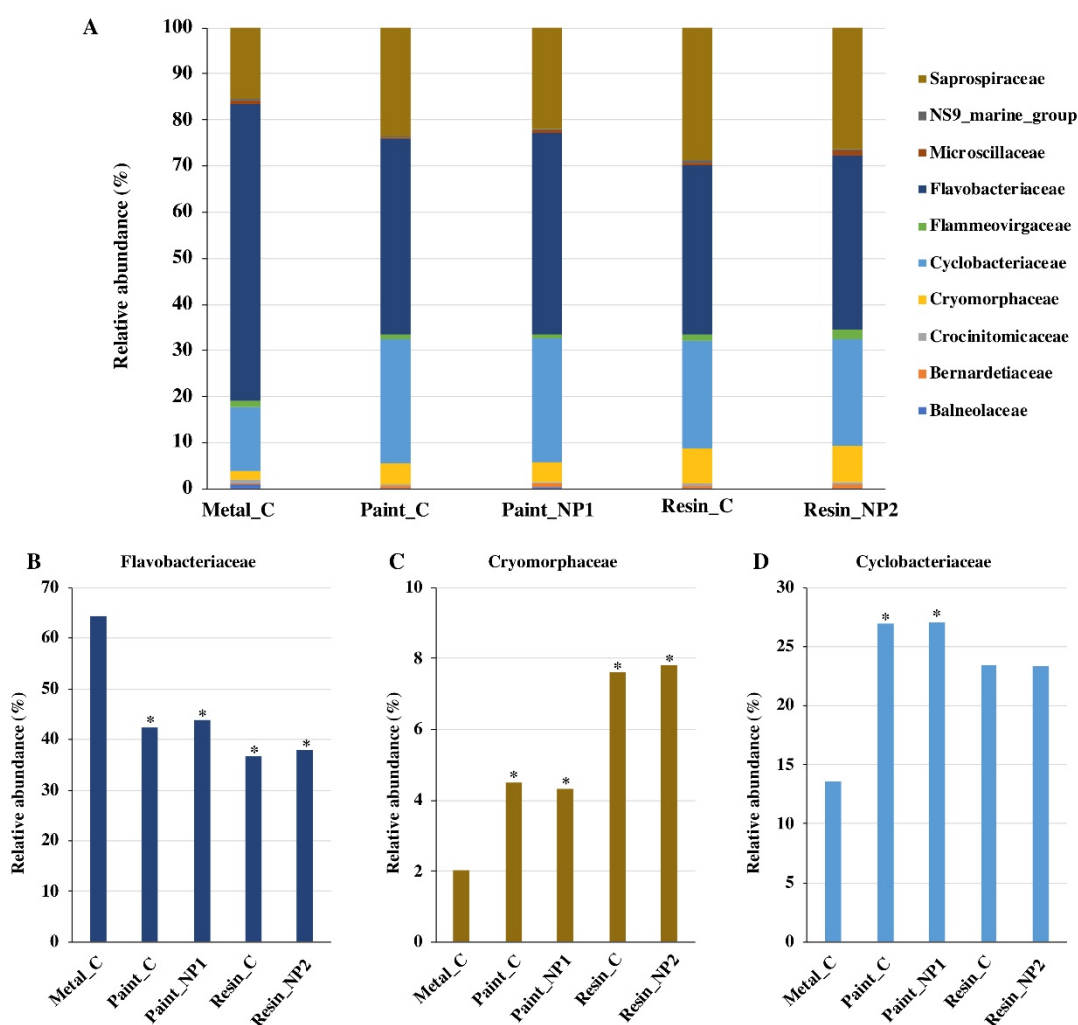 A
Relative abundance (%)
100
90
80
70
60
50
40
30
20
10
0
Metal_C
Paint_C
Paint_NP1
Resin_C
Resin_NP2
Saprospiraceae
NS9_marine_group
Microscillaceae
Flavobacteriaceae
Flammeovirgaceae
Cyclobacteriaceae
Cryomorphaceae
Crocinitomicaceae
Bernardetiaceae
Balneolaceae
B
Flavobacteriaceae
Relative abundance (%)
70
60
50
40
30
20
10
0
*
*
*
*
Metal_C
Paint_C
Paint_NP1
Resin_C
Resin_NP2
C
Cryomorphaceae
Relative abundance (%)
10
8
6
4
2
0
*
*
*
*
Metal_C
Paint_C
Paint_NP1
Resin_C
Resin_NP2
D
Cyclobacteriaceae
Relative abundance (%)
30
25
20
15
10
5
0
*
*
Metal_C
Paint_C
Paint_NP1
Resin_C
Resin_NP2